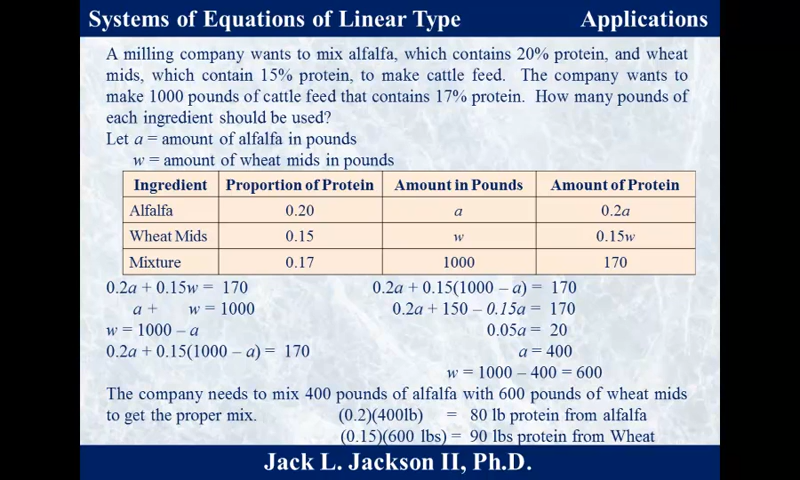 Systems of Equations of Linear Type Applications
A milling company wants to mix alfalfa, which contains 20% protein, and wheat
mids, which contain 15% protein, to make cattle feed. The company wants to
make 1000 pounds of cattle feed that contains 17% protein. How many pounds of
each ingredient should be used?
Let a = amount of alfalfa in pounds
w = amount of wheat mids in pounds
Ingredient Proportion of Protein Amount in Pounds Amount of Protein
Alfalfa 0.20 a 0.2a
Wheat Mids 0.15 w 0.15w
Mixture 0.17 1000 170
0.2a + 0.15w = 170
a + w = 1000
w = 1000 – a
0.2a + 0.15(1000 – a) = 170
0.2a + 0.15(1000 – a) = 170
0.2a + 150 – 0.15a = 170
0.05a = 20
a = 400
w = 1000 – 400 = 600
The company needs to mix 400 pounds of alfalfa with 600 pounds of wheat mids
to get the proper mix. (0.2)(400lb) = 80 lb protein from alfalfa
(0.15)(600 lbs) = 90 lbs protein from Wheat
Jack L. Jackson II, Ph.D.